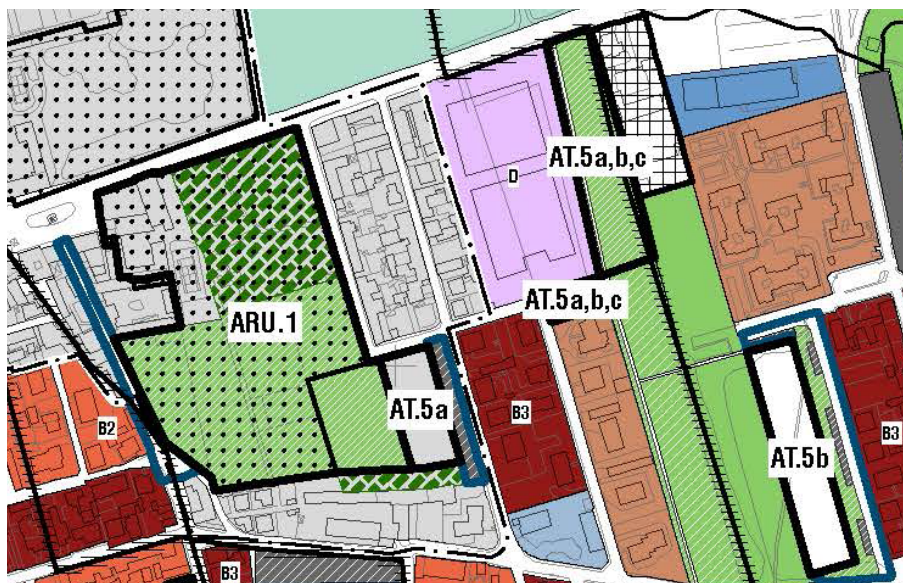 AT.5a,b,c
D
AT.5a,b,c
ARU.1
AT.5a
B3
B2
AT.5b
B3
B3